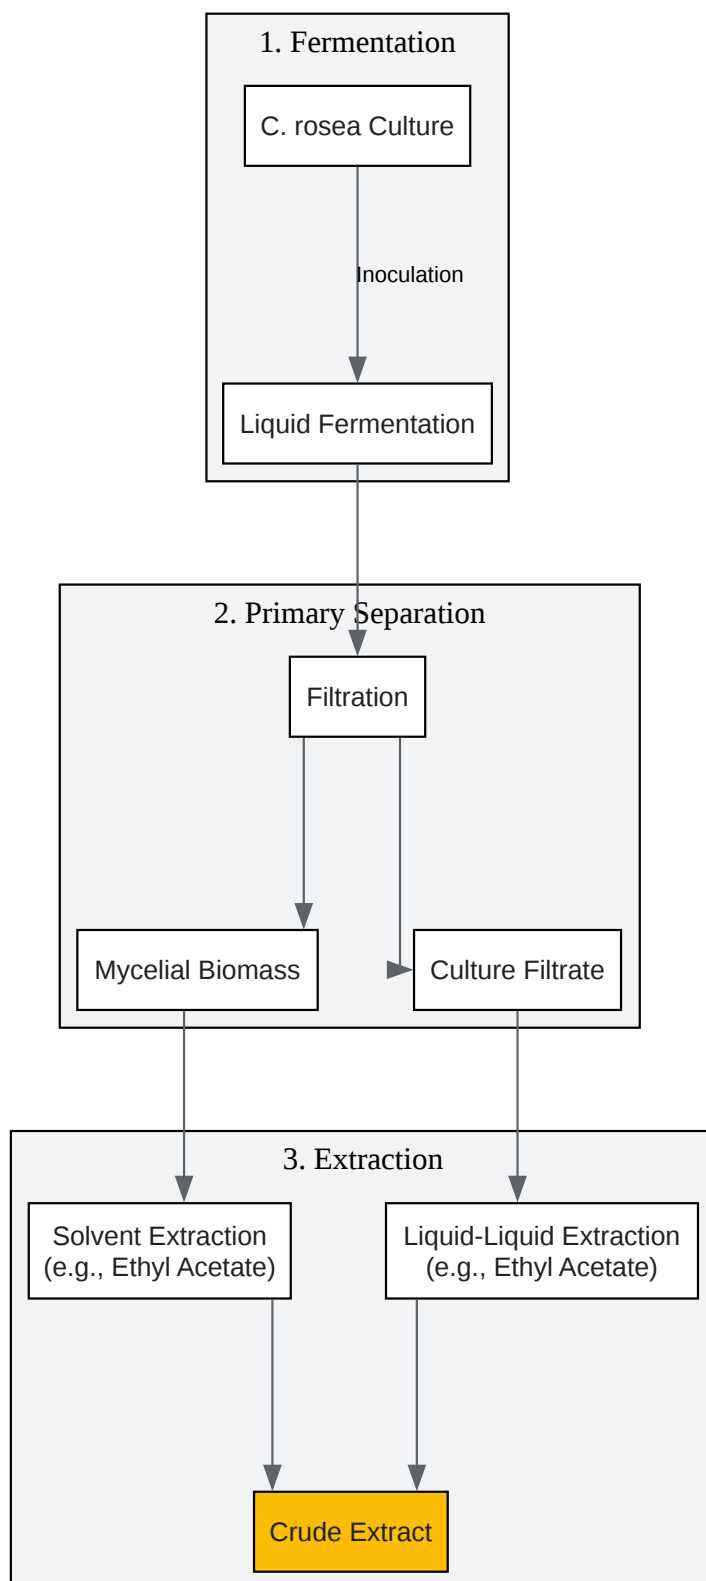 1. Fermentation
C. rosea Culture
Inoculation
Liquid Fermentation
2. Primary Separation
Filtration
Mycelial Biomass
Culture Filtrate
3. Extraction
Solvent Extraction
(e.g., Ethyl Acetate)
Liquid-Liquid Extraction
(e.g., Ethyl Acetate)
Crude Extract